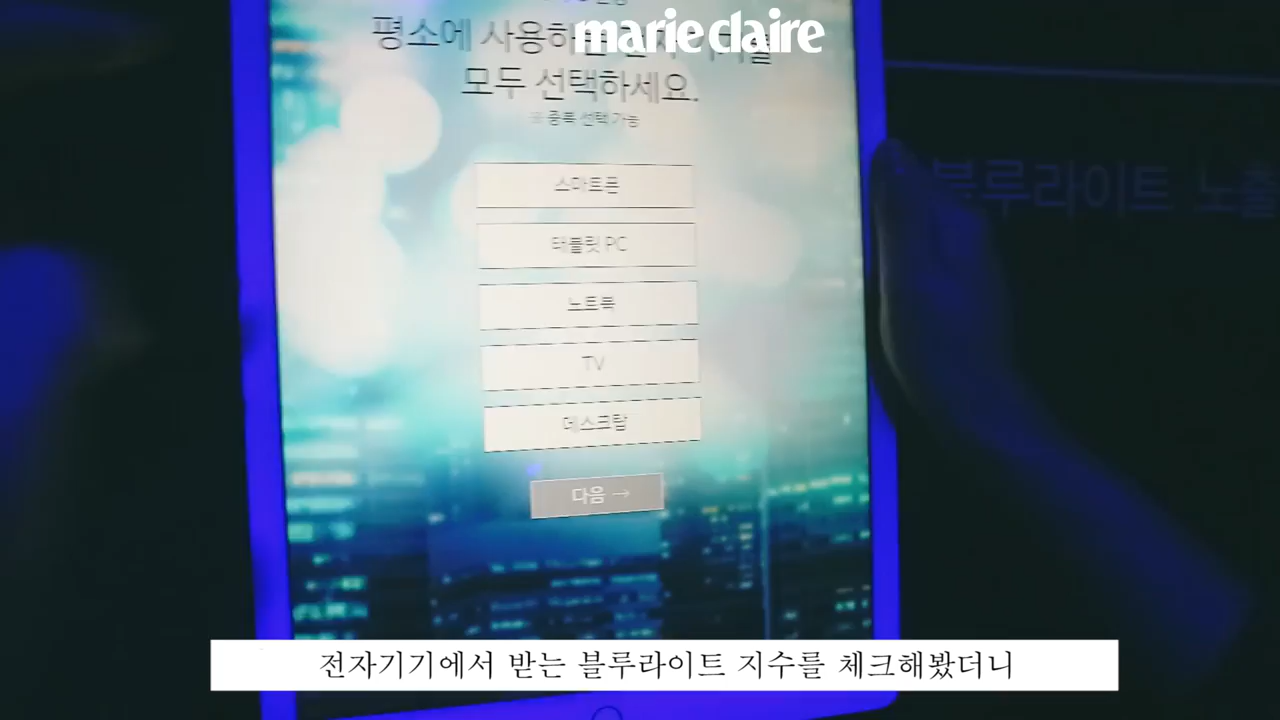 marie claire
평소에 사용하는
모두 선택하세요.
※ 중복 선택 가능
스마트폰
태블릿 PC
노트북
TV
데스크탑
다음 →
블루라이트 노출
전자기기에서 받는 블루라이트 지수를 체크해봤더니